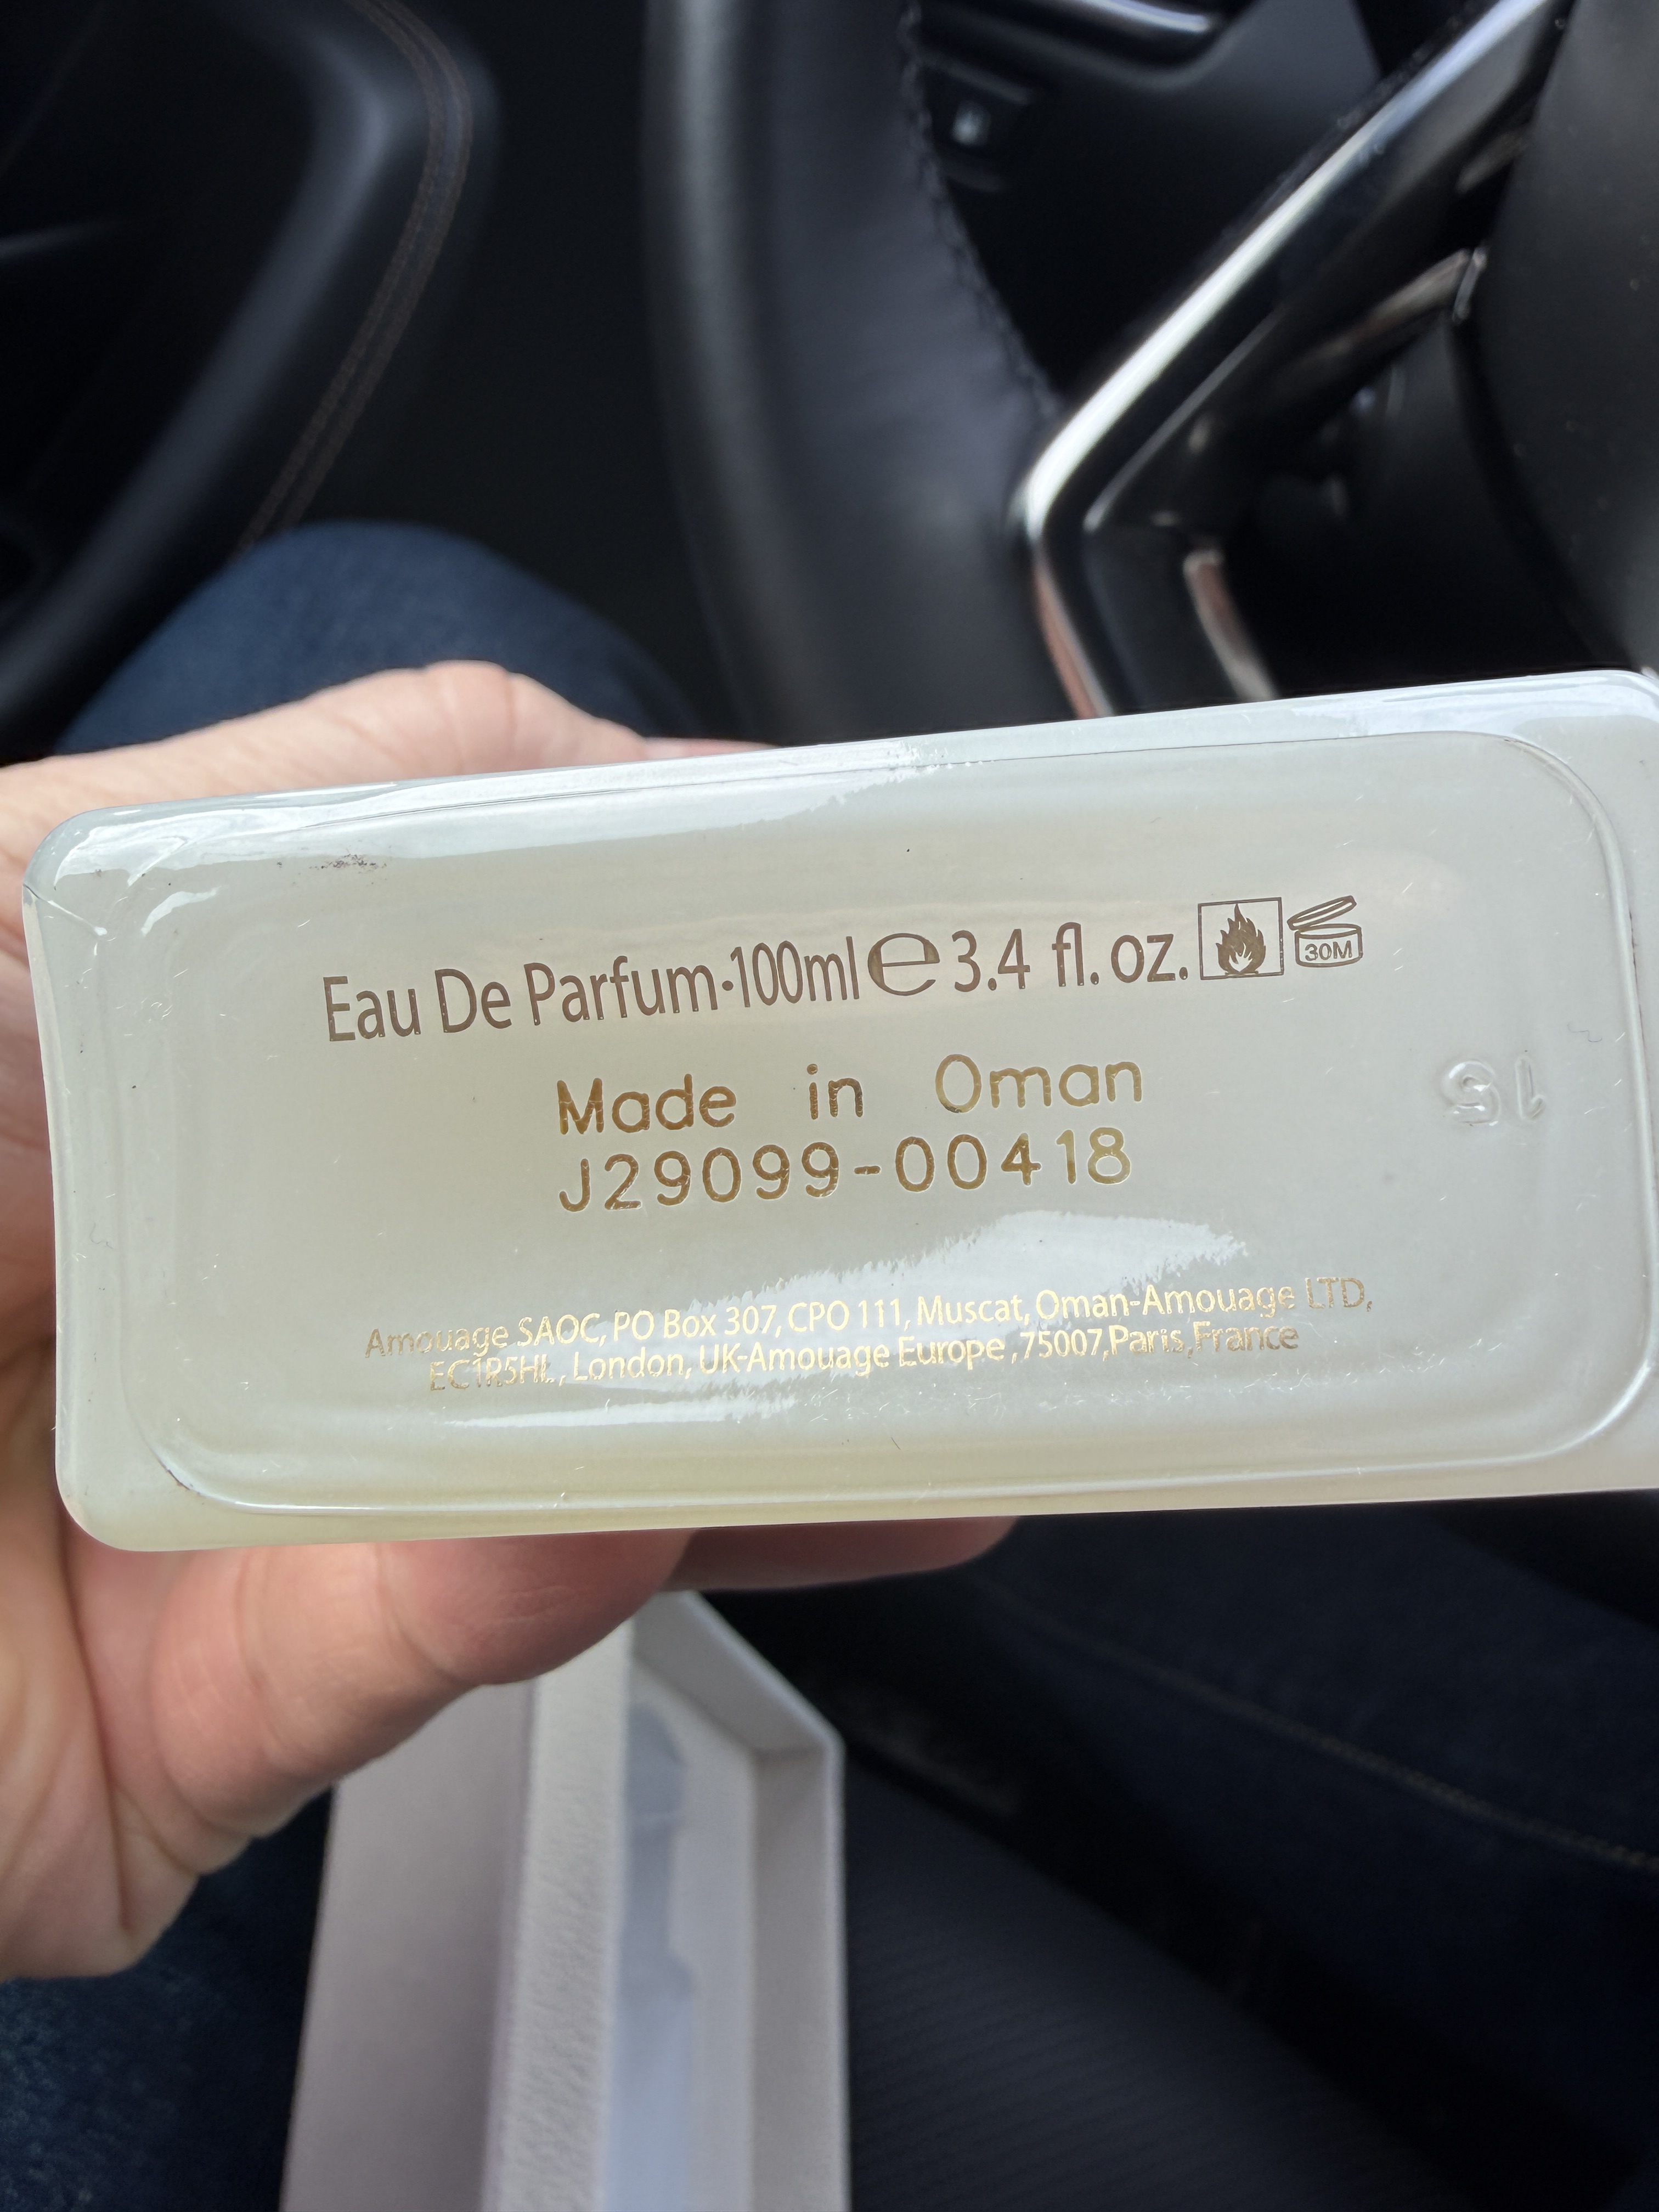 Eau De Parfum·100ml℮3.4 fl. oz. 30M
Made in Oman
J29099-00418
15
Amouage SAOC, PO Box 307, CPO 111, Muscat, Oman-Amouage LTD,
EC1R5HL, London, UK-Amouage Europe ,75007,Paris,France